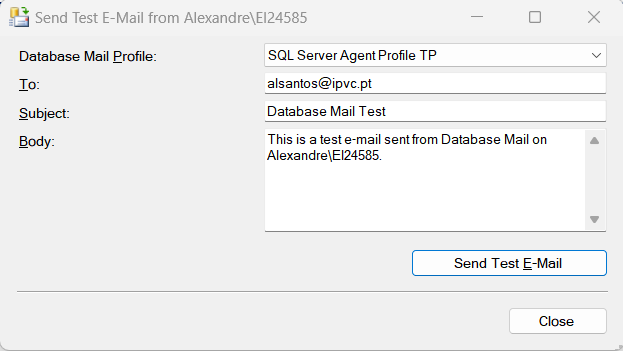 Send Test E-Mail from Alexandre\EI24585
Database Mail Profile: SQL Server Agent Profile TP
To: alsantos@ipvc.pt
Subject: Database Mail Test
Body: This is a test e-mail sent from Database Mail on
Alexandre\EI24585.
Send Test E-Mail
Close